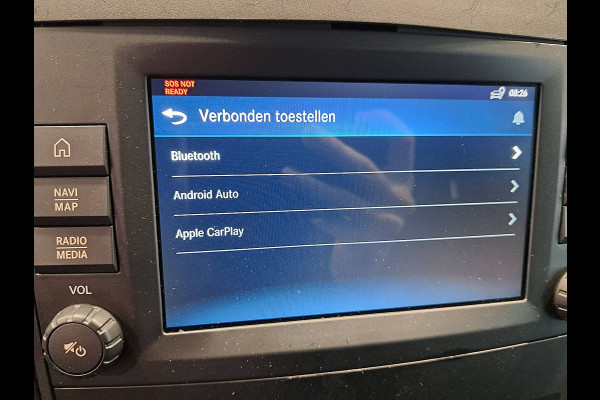 SOS NOT
READY
08:26
Verbonden toestellen
Bluetooth
Android Auto
Apple CarPlay
NAVI
MAP
RADIO
MEDIA
VOL